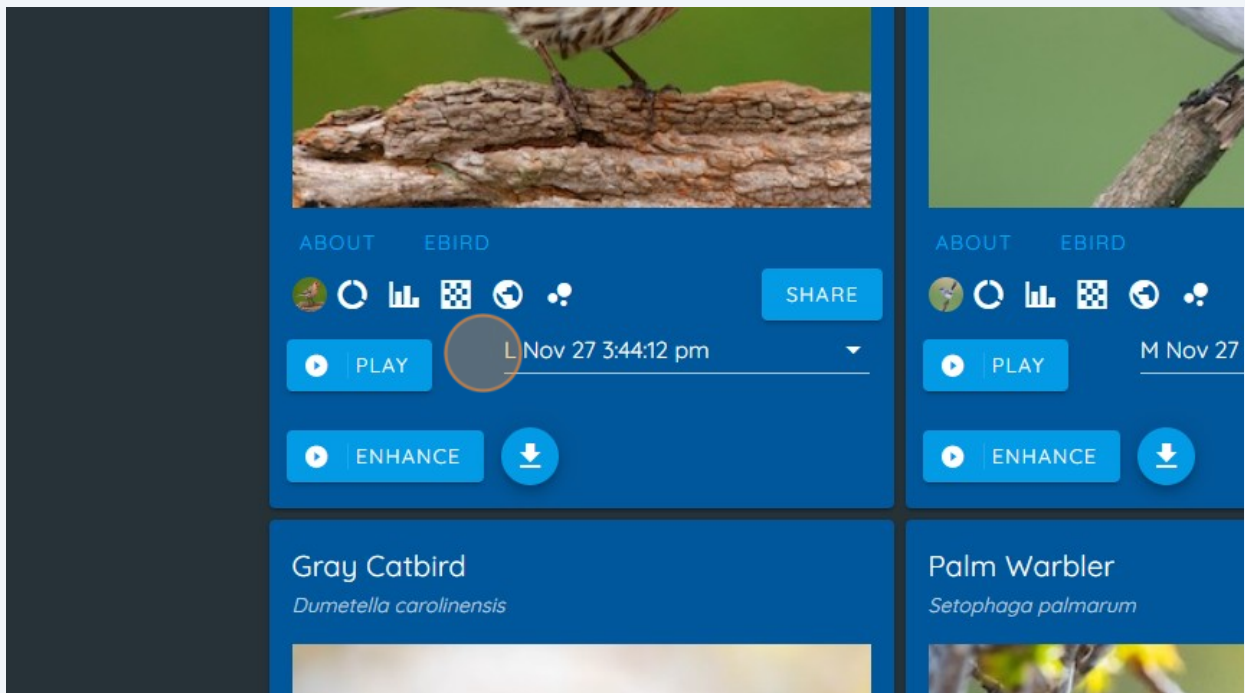 ABOUT EBIRD
SHARE
PLAY
L Nov 27 3:44:12 pm
ENHANCE
ABOUT EBIRD
PLAY
M Nov 27
ENHANCE
Gray Catbird
Dumetella carolinensis
Palm Warbler
Setophaga palmarum